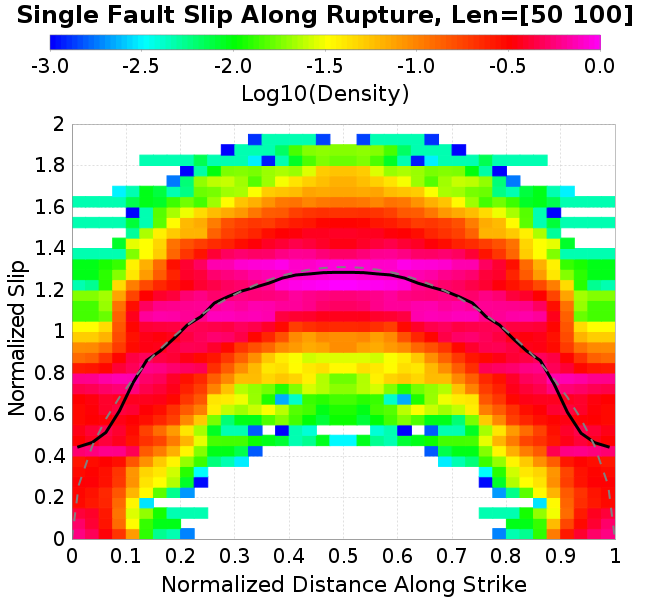 Single Fault Slip Along Rupture, Len=[50 100]
-3.0 -2.5 -2.0 -1.5 -1.0 -0.5 0.0
Log10(Density)
2
1.8
1.6
1.4
1.2
1
0.8
0.6
0.4
0.2
0
Normalized Slip
0 0.1 0.2 0.3 0.4 0.5 0.6 0.7 0.8 0.9 1
Normalized Distance Along Strike